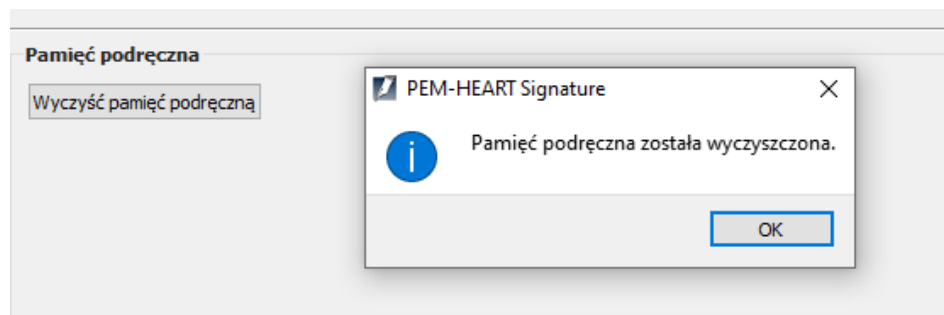 Pamięć podręczna
Wyczyść pamięć podręczną
PEM-HEART Signature
Pamięć podręczna została wyczyszczona.
OK